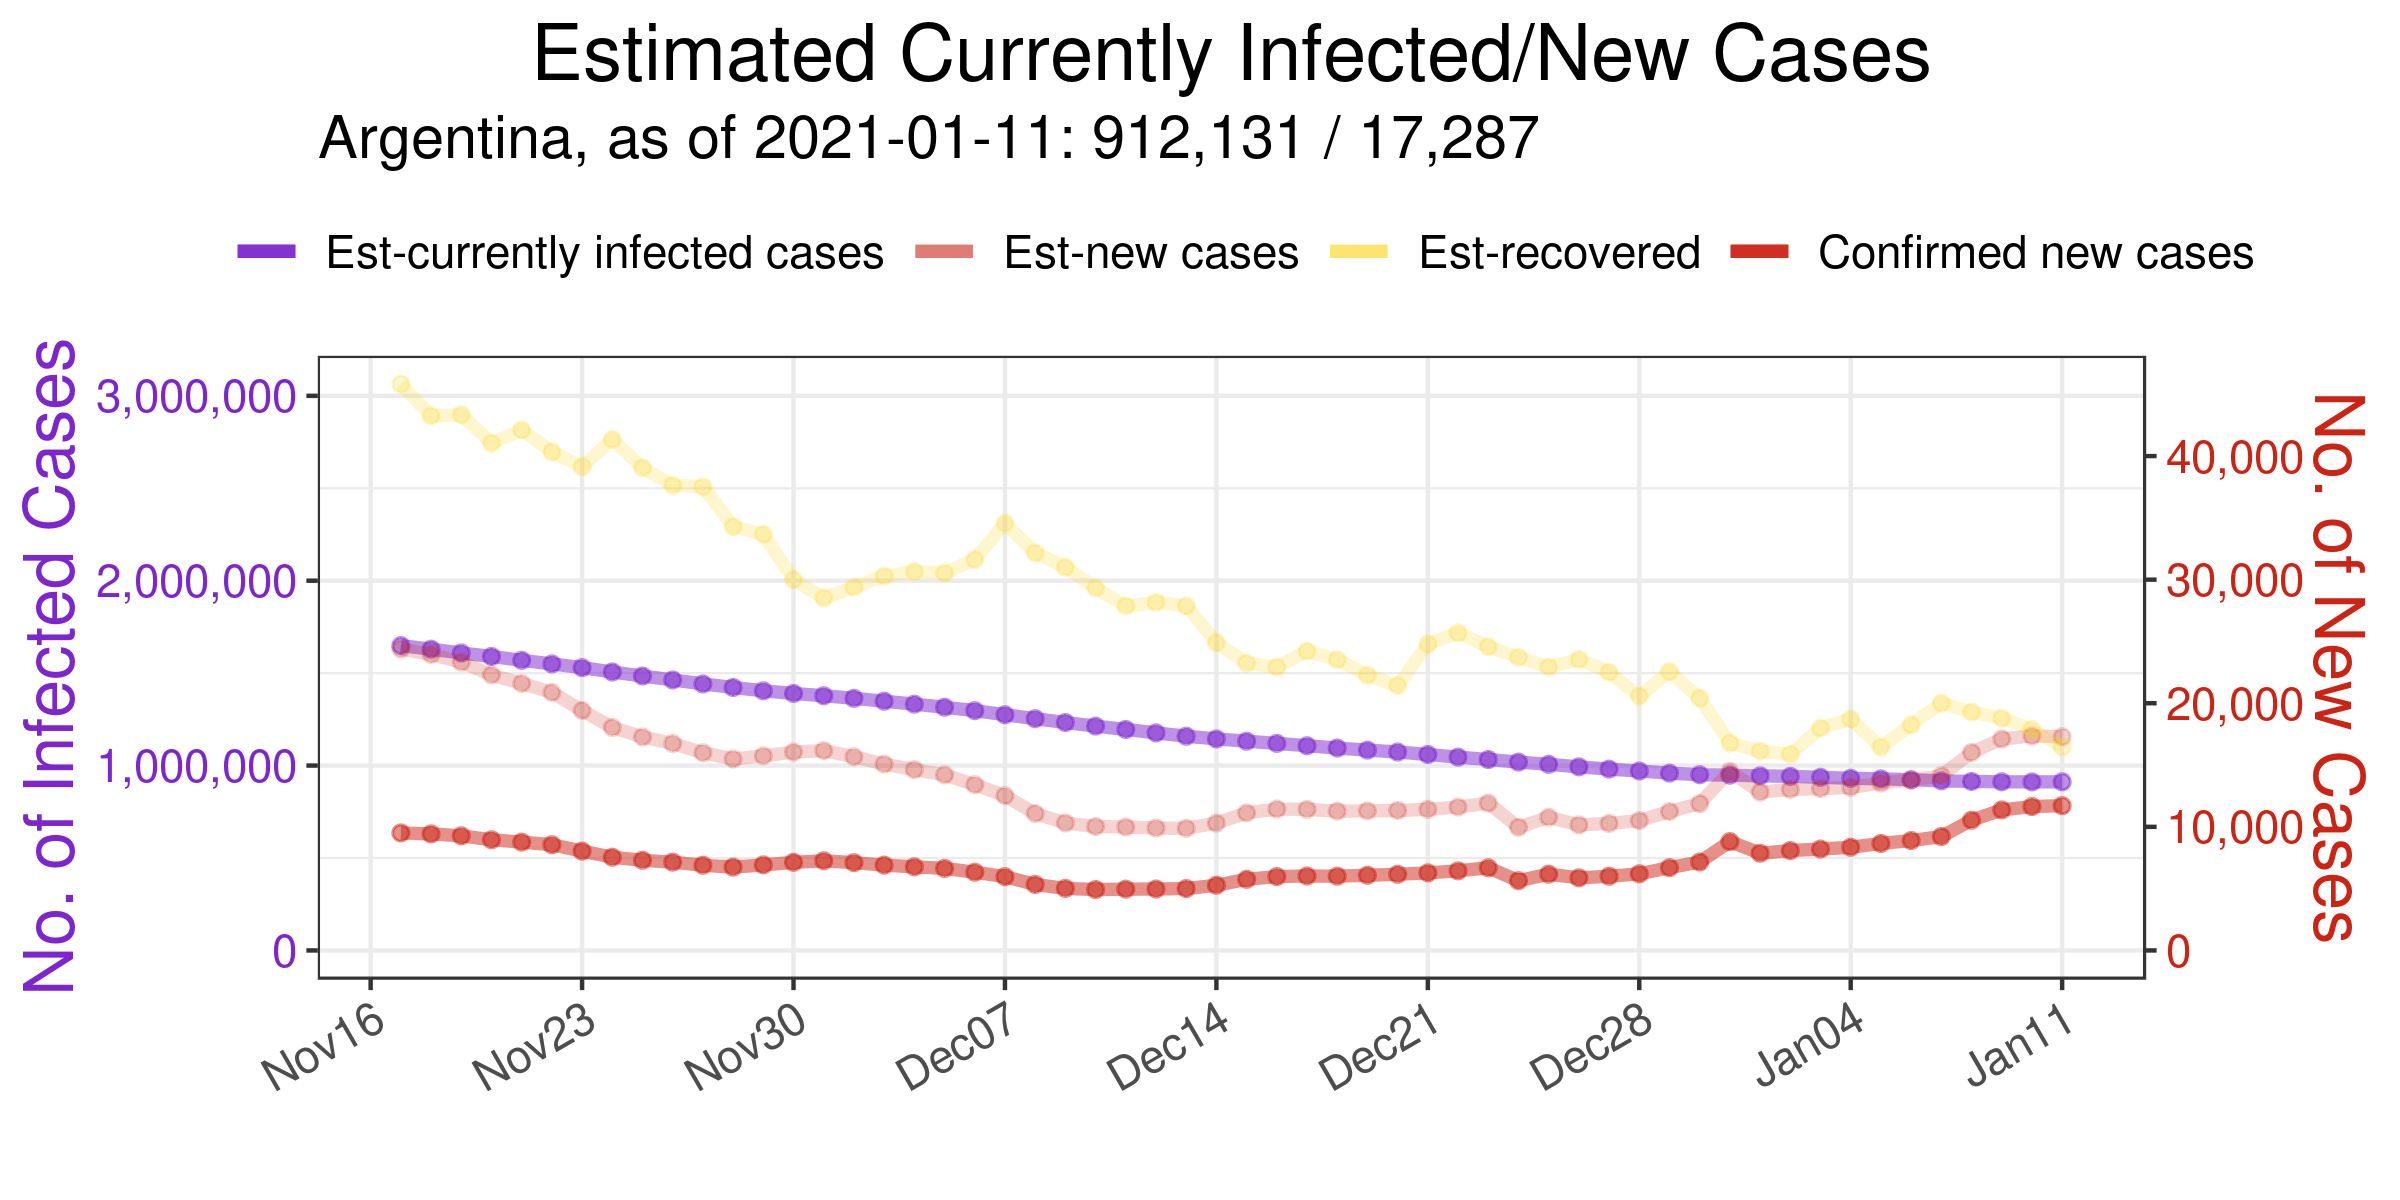 Estimated Currently Infected/New Cases
Argentina, as of 2021-01-11: 912,131 / 17,287
Est-currently infected cases Est-new cases Est-recovered Confirmed new cases
No. of Infected Cases
3,000,000
2,000,000
1,000,000
0
40,000
30,000
20,000
10,000
0
No. of New Cases
Nov16 Nov23 Nov30 Dec07 Dec14 Dec21 Dec28 Jan04 Jan11